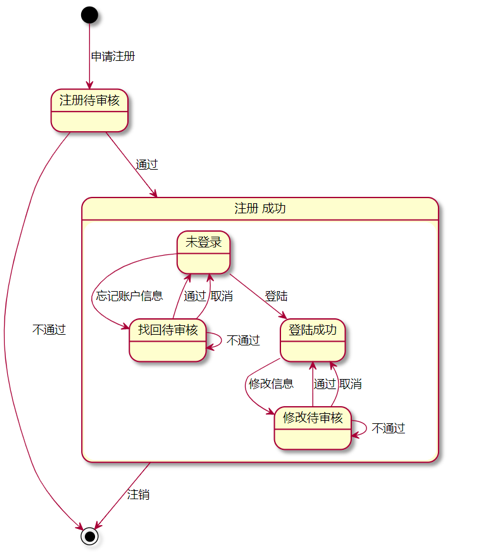 申请注册
注册待审核
通过
注册 成功
未登录
忘记账户信息
通过
取消
登陆
不通过
找回待审核
不通过
登陆成功
修改信息
通过
取消
修改待审核
不通过
注销